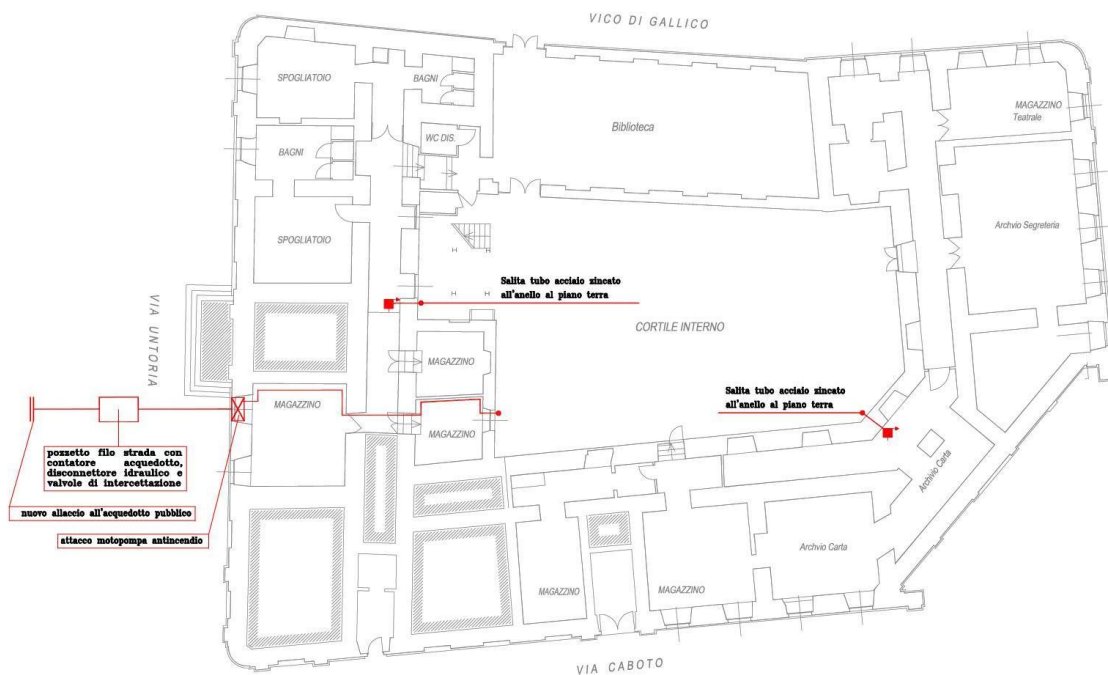 VICO DI GALLICO
SPOGLIATOIO
BAGNI
MAGAZZINO
Teatrale
WC DIS.
Biblioteca
BAGNI
Archvio Segreteria
SPOGLIATOIO
Salita tubo acciaio zincato
all'anello al piano terra
VIA UNTORIA
CORTILE INTERNO
MAGAZZINO
Salita tubo acciaio zincato
all'anello al piano terra
MAGAZZINO
MAGAZZINO
pozzetto filo strada con
contatore acquedotto,
disconnettore idraulico e
valvole di intercettazione
Archivio Carta
nuovo allaccio all'acquedotto pubblico
attacco motopompa antincendio
Archvio Carta
MAGAZZINO
MAGAZZINO
VIA CABOTO